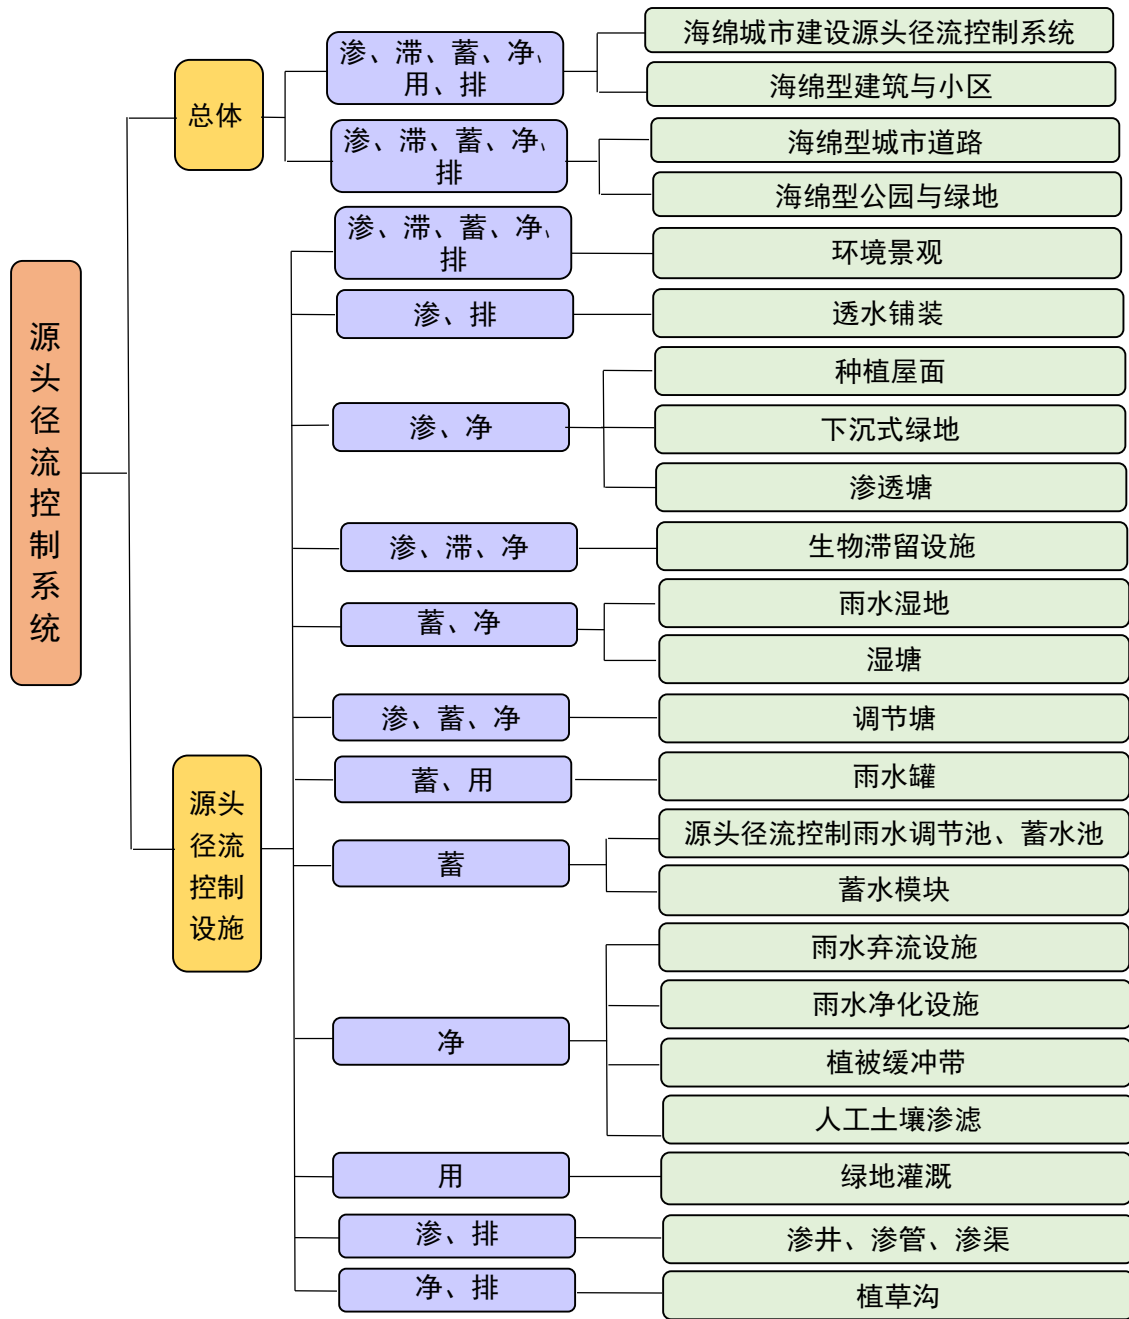 源头径流控制系统
总体
渗、滞、蓄、净、
用、排
海绵城市建设源头径流控制系统
海绵型建筑与小区
渗、滞、蓄、净、
排
海绵型城市道路
海绵型公园与绿地
源头
径流
控制
设施
渗、滞、蓄、净、
排
环境景观
渗、排
透水铺装
渗、净
种植屋面
下沉式绿地
渗透塘
渗、滞、净
生物滞留设施
蓄、净
雨水湿地
湿塘
渗、蓄、净
调节塘
蓄、用
雨水罐
蓄
源头径流控制雨水调节池、蓄水池
蓄水模块
净
雨水弃流设施
雨水净化设施
植被缓冲带
人工土壤渗滤
用
绿地灌溉
渗、排
渗井、渗管、渗渠
净、排
植草沟